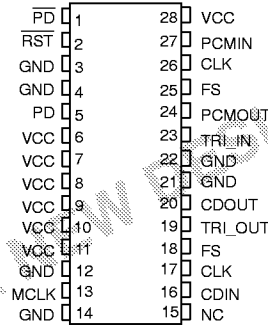 PD 1 28 VCC
RST 2 27 PCMIN
GND 3 26 CLK
GND 4 25 FS
PD 5 24 PCMOUT
VCC 6 23 TRI_IN
VCC 7 22 GND
VCC 8 21 GND
VCC 9 20 CDOUT
VCC 10 19 TRI_OUT
VCC 11 18 FS
GND 12 17 CLK
MCLK 13 16 CDIN
GND 14 15 NC